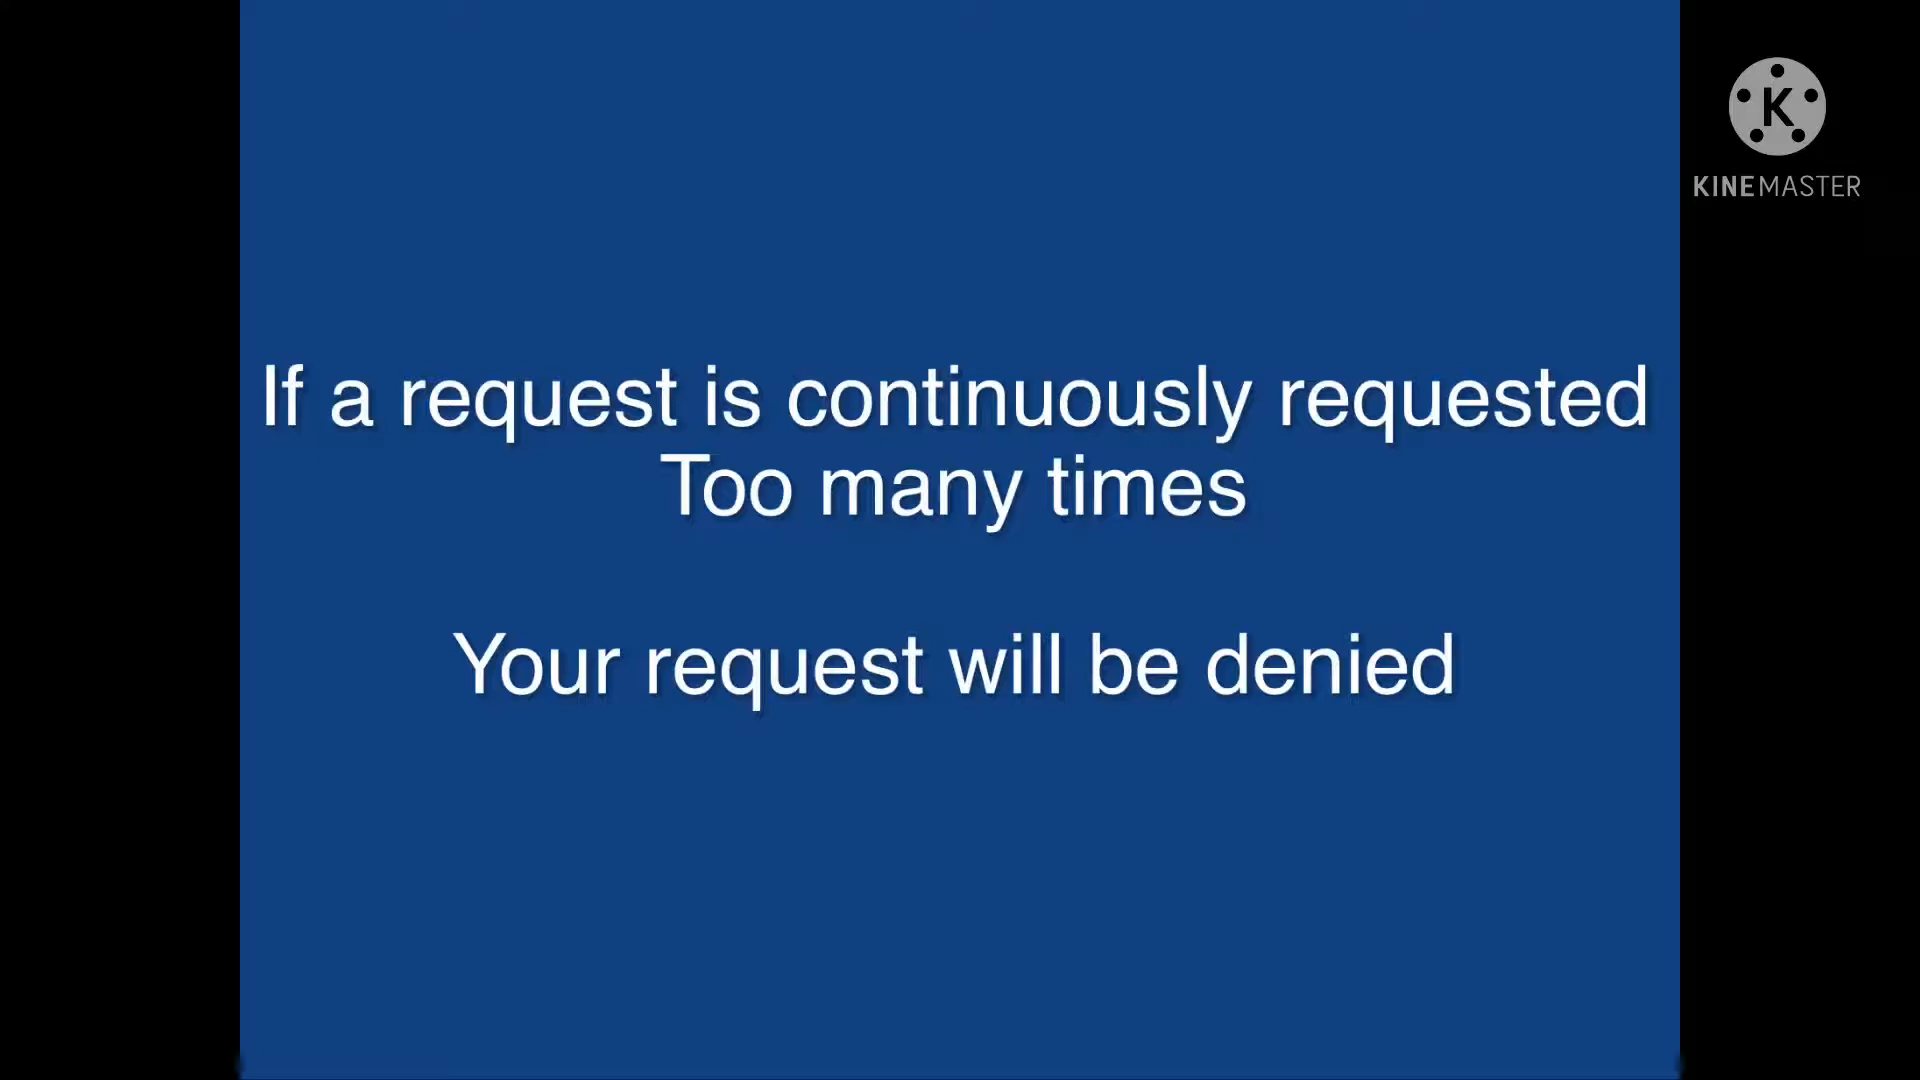 If a request is continuously requested
Too many times
Your request will be denied
K
KINEMASTER